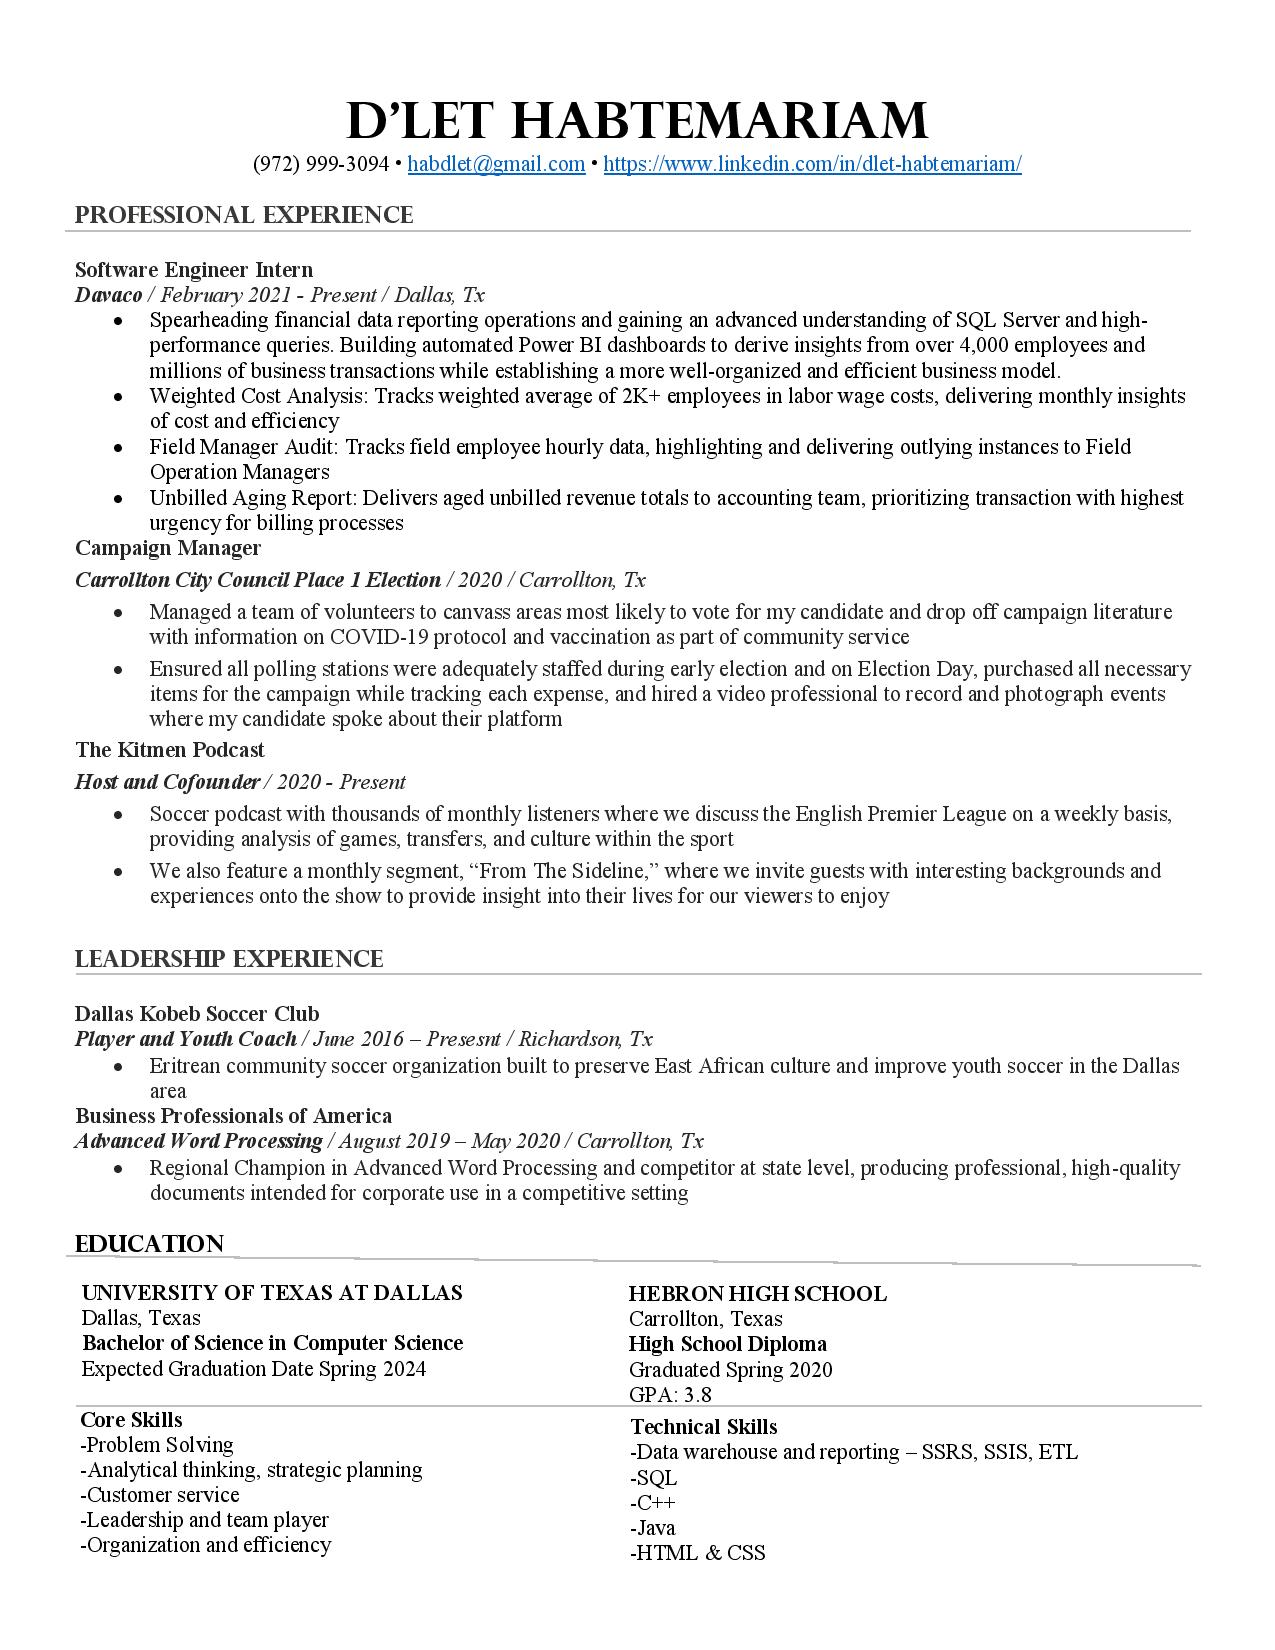 D'LET HABTEMARIAM
(972) 999-3094 • habdlet@gmail.com • https://www.linkedin.com/in/dlet-habtemariam/
PROFESSIONAL EXPERIENCE
Software Engineer Intern
Davaco / February 2021 - Present / Dallas, Tx
• Spearheading financial data reporting operations and gaining an advanced understanding of SQL Server and high-
performance queries. Building automated Power BI dashboards to derive insights from over 4,000 employees and
millions of business transactions while establishing a more well-organized and efficient business model.
• Weighted Cost Analysis: Tracks weighted average of 2K+ employees in labor wage costs, delivering monthly insights
of cost and efficiency
• Field Manager Audit: Tracks field employee hourly data, highlighting and delivering outlying instances to Field
Operation Managers
• Unbilled Aging Report: Delivers aged unbilled revenue totals to accounting team, prioritizing transaction with highest
urgency for billing processes
Campaign Manager
Carrollton City Council Place 1 Election / 2020 / Carrollton, Tx
• Managed a team of volunteers to canvass areas most likely to vote for my candidate and drop off campaign literature
with information on COVID-19 protocol and vaccination as part of community service
• Ensured all polling stations were adequately staffed during early election and on Election Day, purchased all necessary
items for the campaign while tracking each expense, and hired a video professional to record and photograph events
where my candidate spoke about their platform
The Kitmen Podcast
Host and Cofounder / 2020 - Present
• Soccer podcast with thousands of monthly listeners where we discuss the English Premier League on a weekly basis,
providing analysis of games, transfers, and culture within the sport
• We also feature a monthly segment, “From The Sideline,” where we invite guests with interesting backgrounds and
experiences onto the show to provide insight into their lives for our viewers to enjoy
LEADERSHIP EXPERIENCE
Dallas Kobeb Soccer Club
Player and Youth Coach / June 2016 – Presesnt / Richardson, Tx
• Eritrean community soccer organization built to preserve East African culture and improve youth soccer in the Dallas
area
Business Professionals of America
Advanced Word Processing / August 2019 – May 2020 / Carrollton, Tx
• Regional Champion in Advanced Word Processing and competitor at state level, producing professional, high-quality
documents intended for corporate use in a competitive setting
EDUCATION
UNIVERSITY OF TEXAS AT DALLAS
Dallas, Texas
Bachelor of Science in Computer Science
Expected Graduation Date Spring 2024
HEBRON HIGH SCHOOL
Carrollton, Texas
High School Diploma
Graduated Spring 2020
GPA: 3.8
Core Skills
-Problem Solving
-Analytical thinking, strategic planning
-Customer service
-Leadership and team player
-Organization and efficiency
Technical Skills
-Data warehouse and reporting – SSRS, SSIS, ETL
-SQL
-C++
-Java
-HTML & CSS